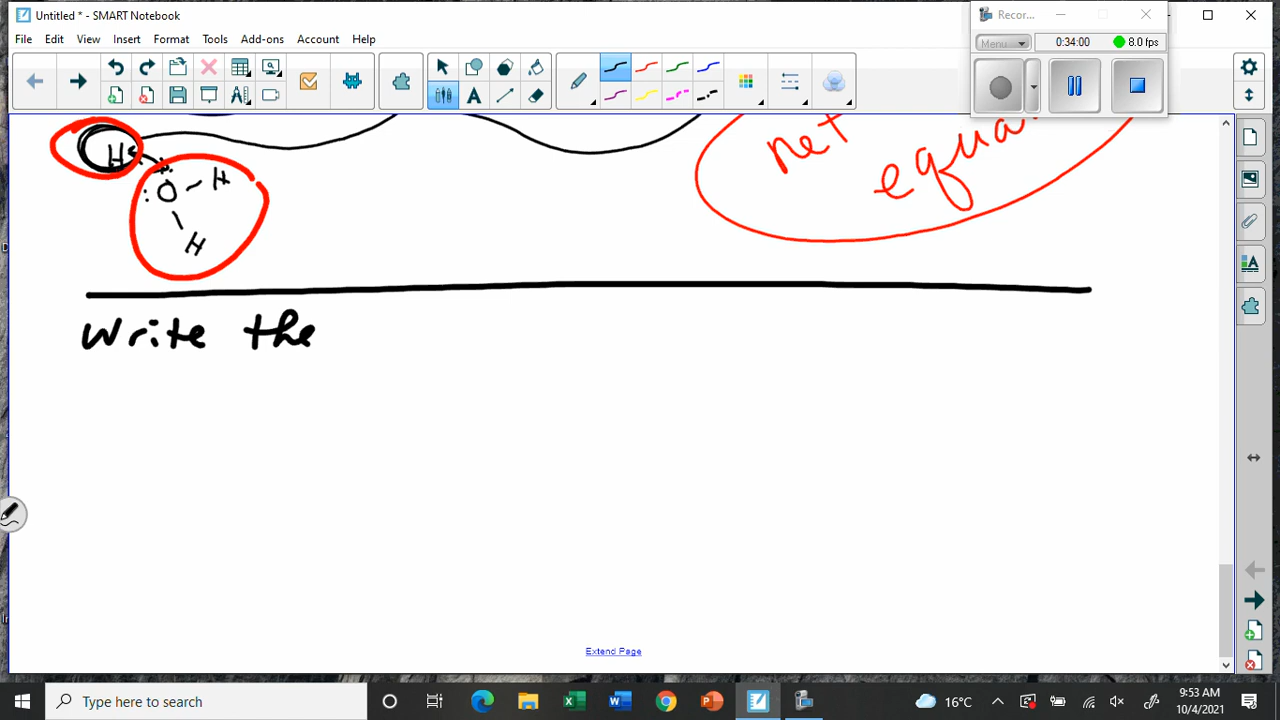 Untitled * - SMART Notebook
Recor...
File Edit View Insert Format Tools Add-ons Account Help
Menu
0:34:00
8.0 fps
A
net
equa
H
:O - H
H
Write the
Extend Page
Type here to search
16°C
9:53 AM
10/4/2021